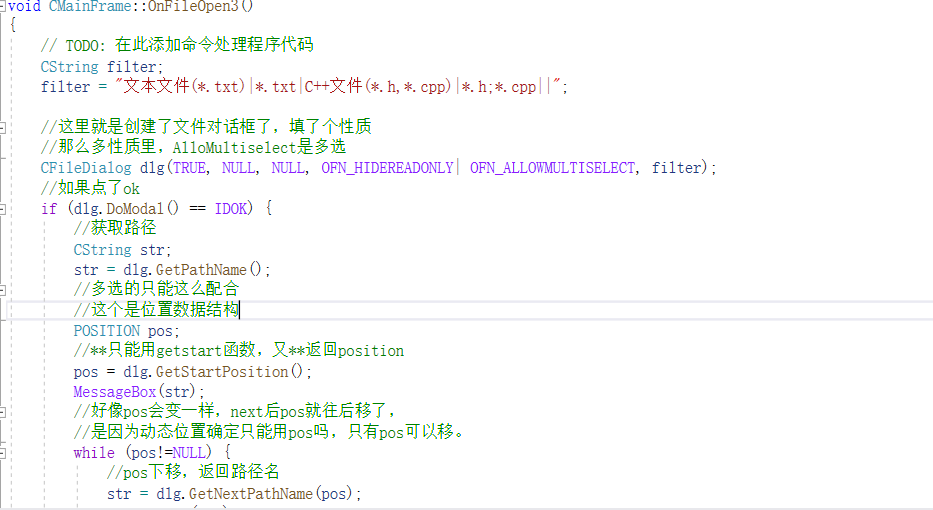 void CMainFrame::OnFileOpen3()
{
// TODO: 在此添加命令处理程序代码
CString filter;
filter = "文本文件(*.txt)|*.txt|C++文件(*.h,*.cpp)|*.h;*.cpp||";
//这里就是创建了文件对话框了，填了个性质
//那么多性质里，AlloMultiselect是多选
CFileDialog dlg(TRUE, NULL, NULL, OFN_HIDEREADONLY| OFN_ALLOWMULTISELECT, filter);
//如果点了ok
if (dlg.DoModal() == IDOK) {
//获取路径
CString str;
str = dlg.GetPathName();
//多选的只能这么配合
//这个是位置数据结构
POSITION pos;
//**只能用getstart函数，又**返回position
pos = dlg.GetStartPosition();
MessageBox(str);
//好像pos会变一样，next后pos就往后移了，
//是因为动态位置确定只能用pos吗，只有pos可以移。
while (pos!=NULL) {
//pos下移，返回路径名
str = dlg.GetNextPathName(pos);